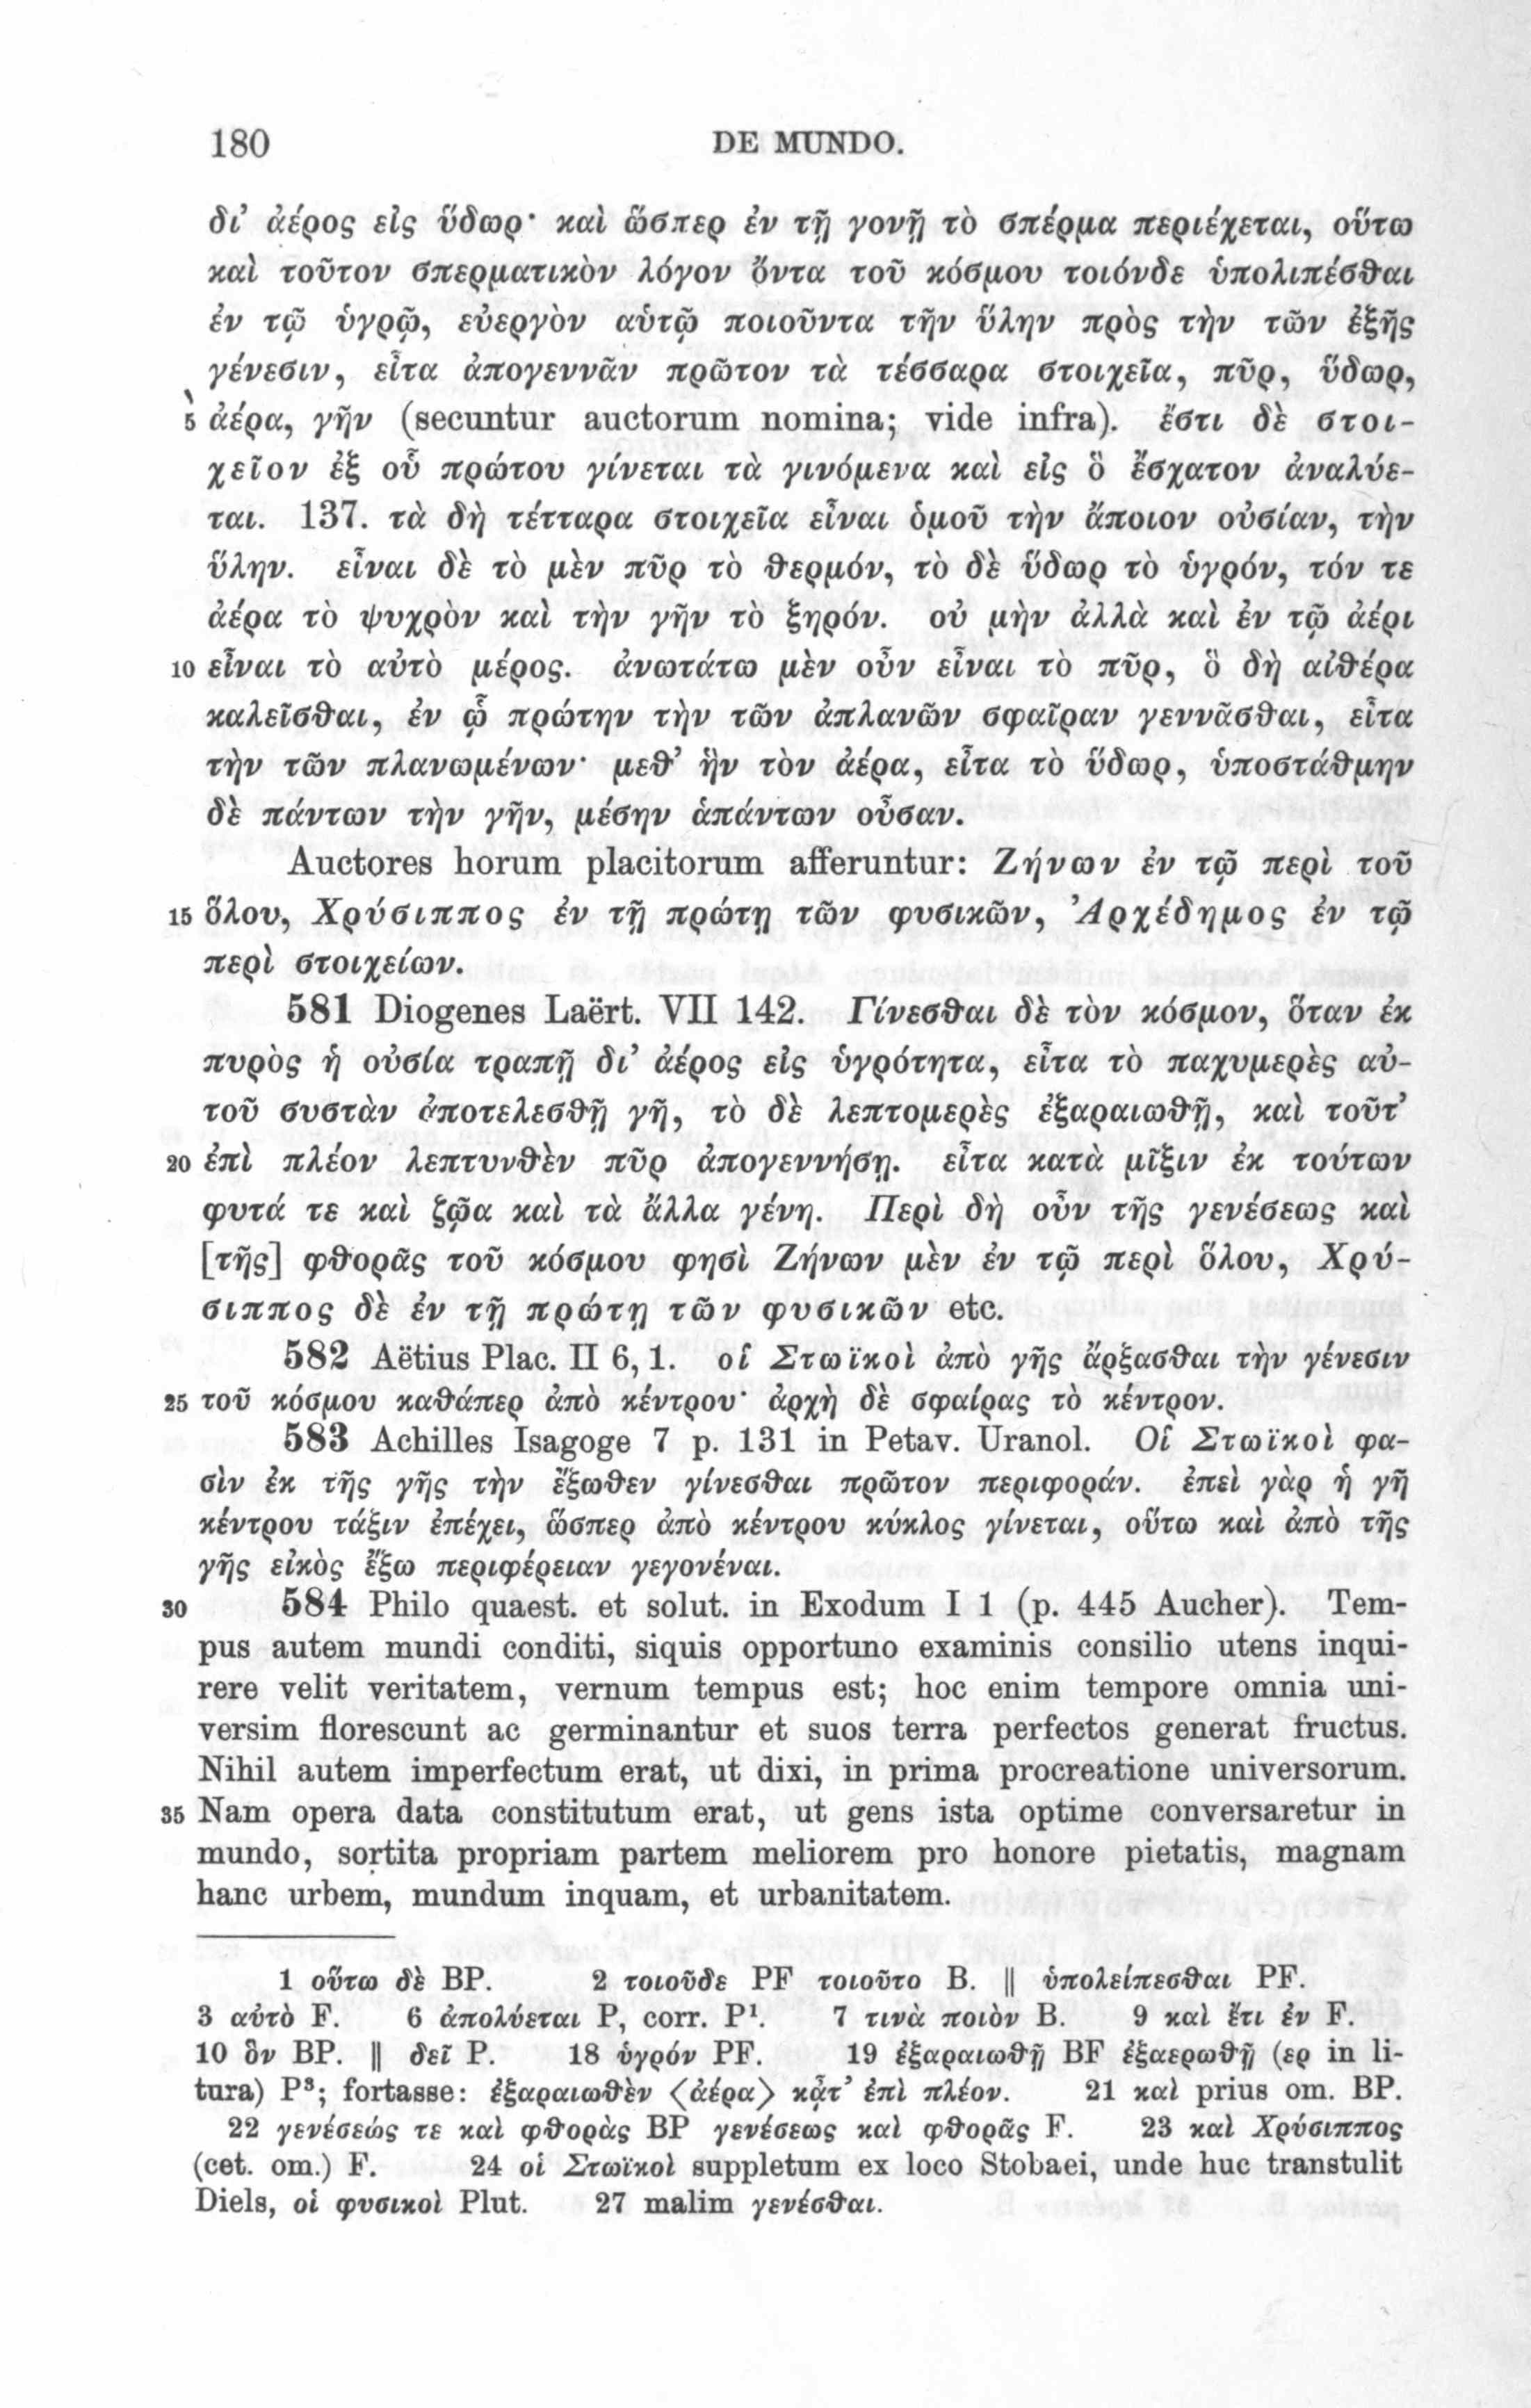 180 DE MUNDO.
δι’ ἀέρος εἰς ὕδωρ· καὶ ὥσπερ ἐν τῇ γονῇ τὸ σπέρμα περιέχεται, οὕτω
καὶ τοῦτον σπερματικὸν λόγον ὄντα τοῦ κόσμου τοιόνδε ὑπολιπέσθαι
ἐν τῷ ὑγρῷ, εὐεργὸν αὑτῷ ποιοῦντα τὴν ὕλην πρὸς τὴν τῶν ἑξῆς
γένεσιν, εἶτα ἀπογεννᾶν πρῶτον τὰ τέσσαρα στοιχεῖα, πῦρ, ὕδωρ,
5 ἀέρα, γῆν (secuntur auctorum nomina; vide infra). ἔστι δὲ στοι-
χεῖον ἐξ οὗ πρώτου γίνεται τὰ γινόμενα καὶ εἰς ὃ ἔσχατον ἀναλύε-
ται. 137. τὰ δὴ τέτταρα στοιχεῖα εἶναι ὁμοῦ τὴν ἄποιον οὐσίαν, τὴν
ὕλην. εἶναι δὲ τὸ μὲν πῦρ τὸ θερμόν, τὸ δὲ ὕδωρ τὸ ὑγρόν, τόν τε
ἀέρα τὸ ψυχρὸν καὶ τὴν γῆν τὸ ξηρόν. οὐ μὴν ἀλλὰ καὶ ἐν τῷ ἀέρι
10 εἶναι τὸ αὐτὸ μέρος. ἀνωτάτω μὲν οὖν εἶναι τὸ πῦρ, ὃ δὴ αἰθέρα
καλεῖσθαι, ἐν ᾧ πρώτην τὴν τῶν ἀπλανῶν σφαῖραν γεννᾶσθαι, εἶτα
τὴν τῶν πλανωμένων· μεθ’ ἣν τὸν ἀέρα, εἶτα τὸ ὕδωρ, ὑποστάθμην
δὲ πάντων τὴν γῆν, μέσην ἁπάντων οὖσαν.
Auctores horum placitorum afferuntur: Ζήνων ἐν τῷ περὶ τοῦ
15 ὅλου, Χρύσιππος ἐν τῇ πρώτῃ τῶν φυσικῶν, Ἀρχέδημος ἐν τῷ
περὶ στοιχείων.
581 Diogenes Laërt. VII 142. Γίνεσθαι δὲ τὸν κόσμον, ὅταν ἐκ
πυρὸς ἡ οὐσία τραπῇ δι’ ἀέρος εἰς ὑγρότητα, εἶτα τὸ παχυμερὲς αὐ-
τοῦ συστὰν ἀποτελεσθῇ γῆ, τὸ δὲ λεπτομερὲς ἐξαραιωθῇ, καὶ τοῦτ’
20 ἐπὶ πλέον λεπτυνθὲν πῦρ ἀπογεννήσῃ. εἶτα κατὰ μῖξιν ἐκ τούτων
φυτά τε καὶ ζῷα καὶ τὰ ἄλλα γένη. Περὶ δὴ οὖν τῆς γενέσεως καὶ
[τῆς] φθορᾶς τοῦ κόσμου φησὶ Ζήνων μὲν ἐν τῷ περὶ ὅλου, Χρύ-
σιππος δὲ ἐν τῇ πρώτῃ τῶν φυσικῶν etc.
582 Aëtius Plac. II 6, 1. οἱ Στωϊκοὶ ἀπὸ γῆς ἄρξασθαι τὴν γένεσιν
25 τοῦ κόσμου καθάπερ ἀπὸ κέντρου· ἀρχὴ δὲ σφαίρας τὸ κέντρον.
583 Achilles Isagoge 7 p. 131 in Petav. Uranol. Οἱ Στωϊκοὶ φα-
σὶν ἐκ τῆς γῆς τὴν ἔξωθεν γίνεσθαι πρῶτον περιφοράν. ἐπεὶ γὰρ ἡ γῆ
κέντρου τάξιν ἐπέχει, ὥσπερ ἀπὸ κέντρου κύκλος γίνεται, οὕτω καὶ ἀπὸ τῆς
γῆς εἰκὸς ἔξω περιφέρειαν γεγονέναι.
30 584 Philo quaest. et solut. in Exodum I 1 (p. 445 Aucher). Tem-
pus autem mundi conditi, siquis opportuno examinis consilio utens inqui-
rere velit veritatem, vernum tempus est; hoc enim tempore omnia uni-
versim florescunt ac germinantur et suos terra perfectos generat fructus.
Nihil autem imperfectum erat, ut dixi, in prima procreatione universorum.
35 Nam opera data constitutum erat, ut gens ista optime conversaretur in
mundo, sortita propriam partem meliorem pro honore pietatis, magnam
hanc urbem, mundum inquam, et urbanitatem.
1 οὕτω δὲ BP. 2 τοιοῦδε PF τοιοῦτο B. || ὑπολείπεσθαι PF.
3 αὐτὸ F. 6 ἀπολύεται P, corr. P¹. 7 τινὰ ποιὸν B. 9 καὶ ἔτι ἐν F.
10 ὃν BP. || δεῖ P. 18 ὑγρόν PF. 19 ἐξαραιωθῇ BF ἐξαερωθῇ (ερ in li-
tura) P³; fortasse: ἐξαραιωθὲν ⟨ἀέρα⟩ κᾆτ’ ἐπὶ πλέον. 21 καὶ prius om. BP.
22 γενέσεώς τε καὶ φθορὰς BP γενέσεως καὶ φθορᾶς F. 23 καὶ Χρύσιππος
(cet. om.) F. 24 οἱ Στωϊκοὶ suppletum ex loco Stobaei, unde huc transtulit
Diels, οἱ φυσικοὶ Plut. 27 malim γενέσθαι.